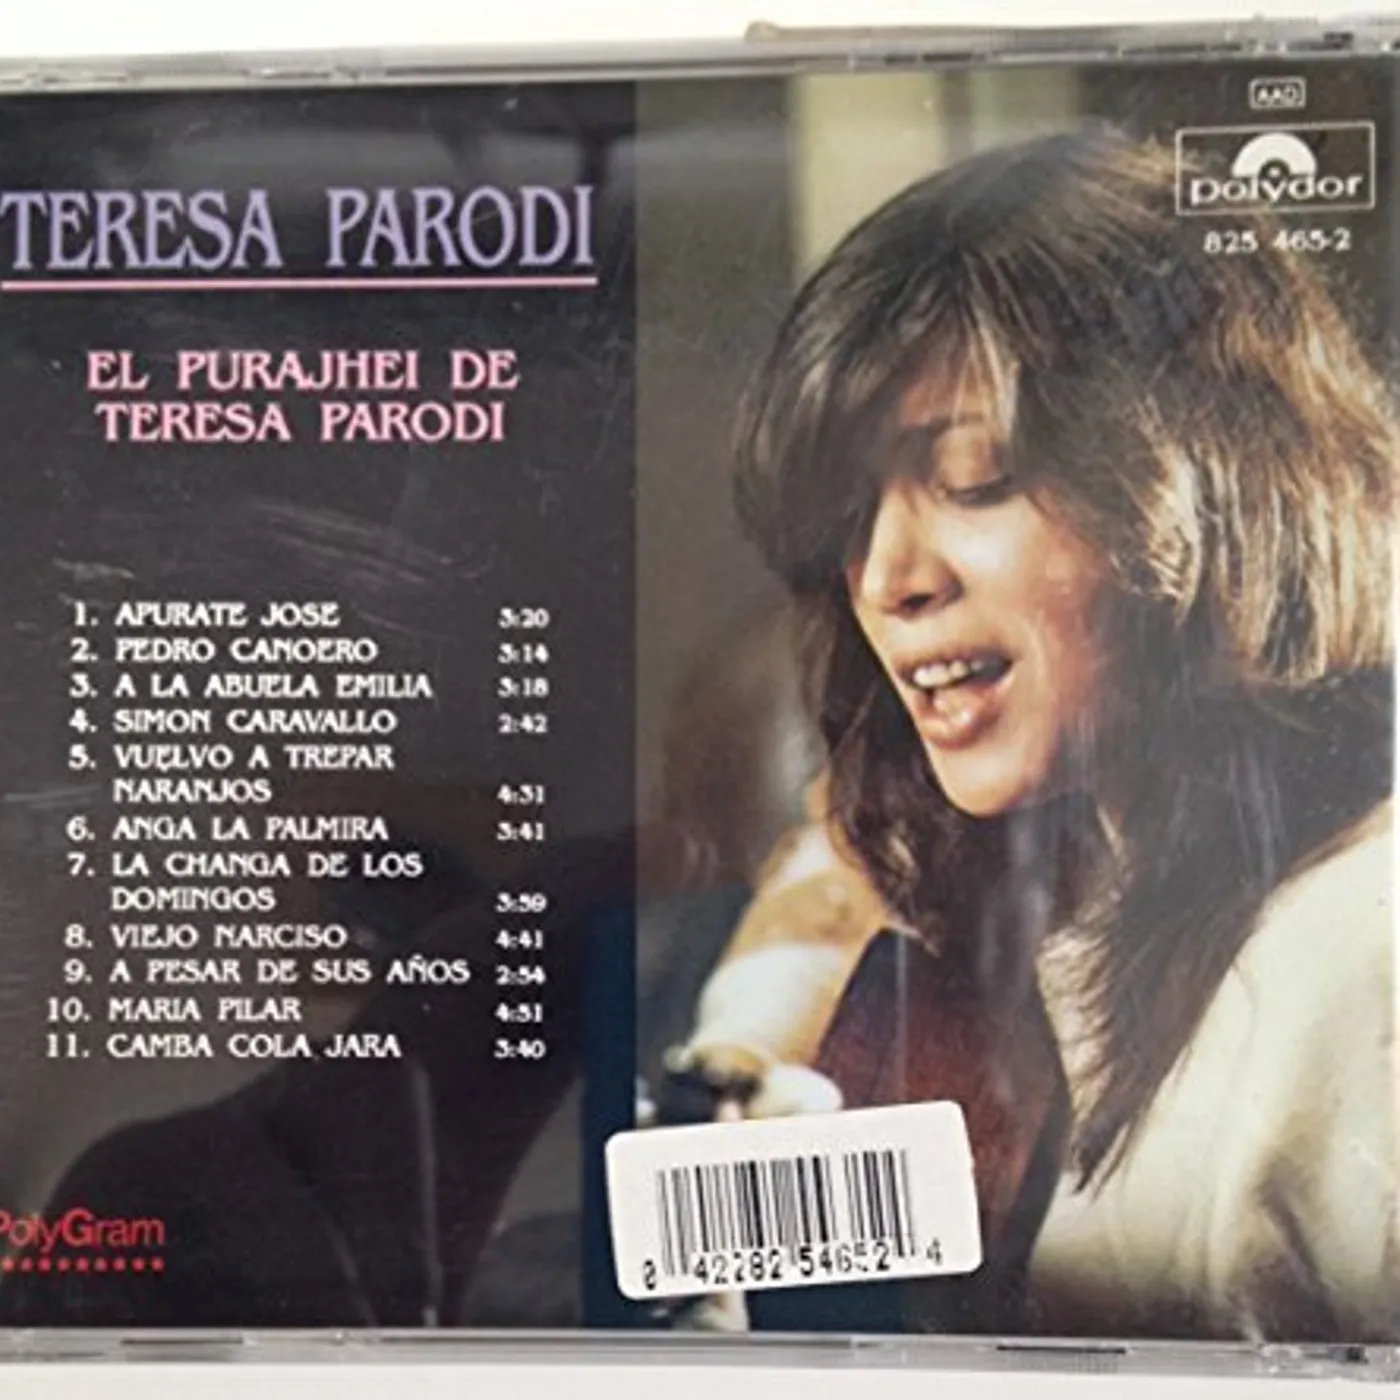 AAD
polydor
825 465-2
TERESA PARODI
EL PURAJHEI DE
TERESA PARODI
1. APURATE JOSE 3:20
2. PEDRO CANOERO 3:14
3. A LA ABUELA EMILIA 3:18
4. SIMON CARAVALLO 2:42
5. VUELVO A TREPAR
NARANJOS 4:31
6. ANGA LA PALMIRA 3:41
7. LA CHANGA DE LOS
DOMINGOS 3:59
8. VIEJO NARCISO 4:41
9. A PESAR DE SUS AÑOS 2:54
10. MARIA PILAR 4:31
11. CAMBA COLA JARA 3:40
PolyGram
0 42282 54652 4